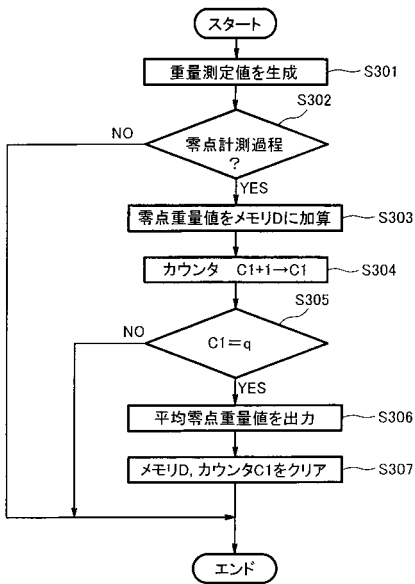 スタート
重量測定値を生成
S301
S302
零点計測過程
?
NO
YES
零点重量値をメモリDに加算
S303
カウンタ C1+1→C1
S304
S305
C1=q
NO
YES
平均零点重量値を出力
S306
メモリD,カウンタC1をクリア
S307
エンド